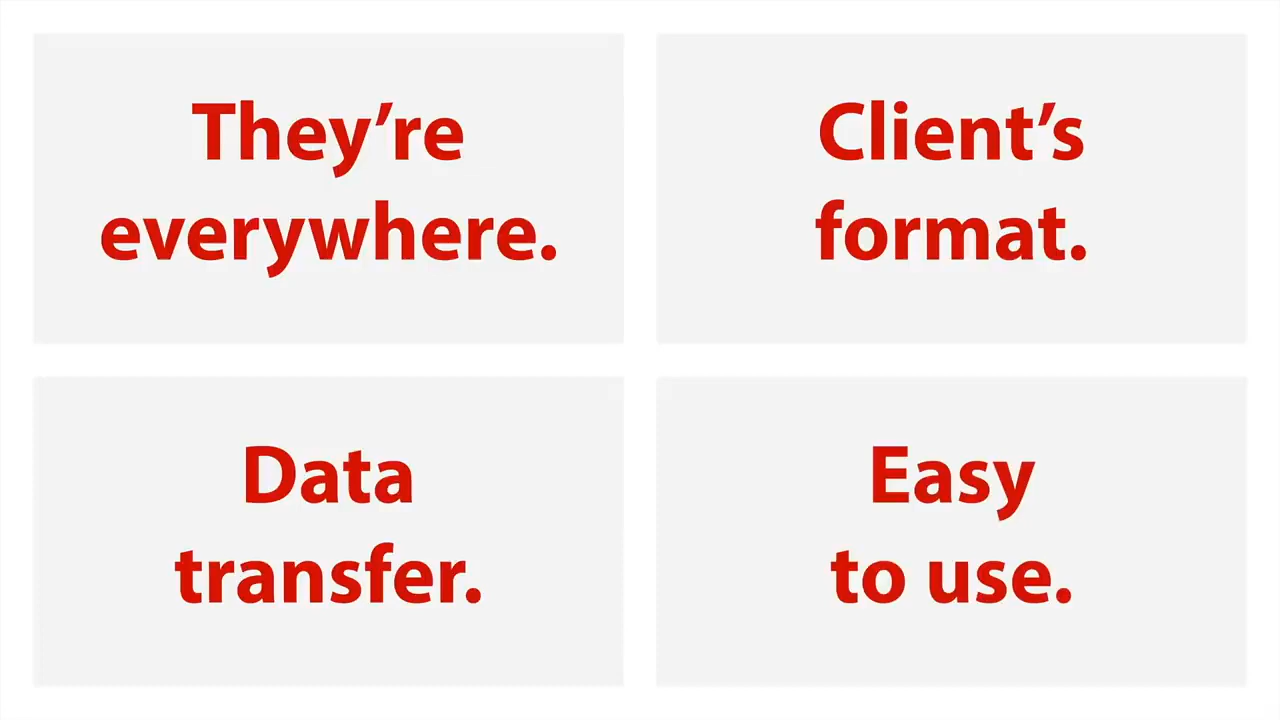 They’re
everywhere.
Client’s
format.
Data
transfer.
Easy
to use.